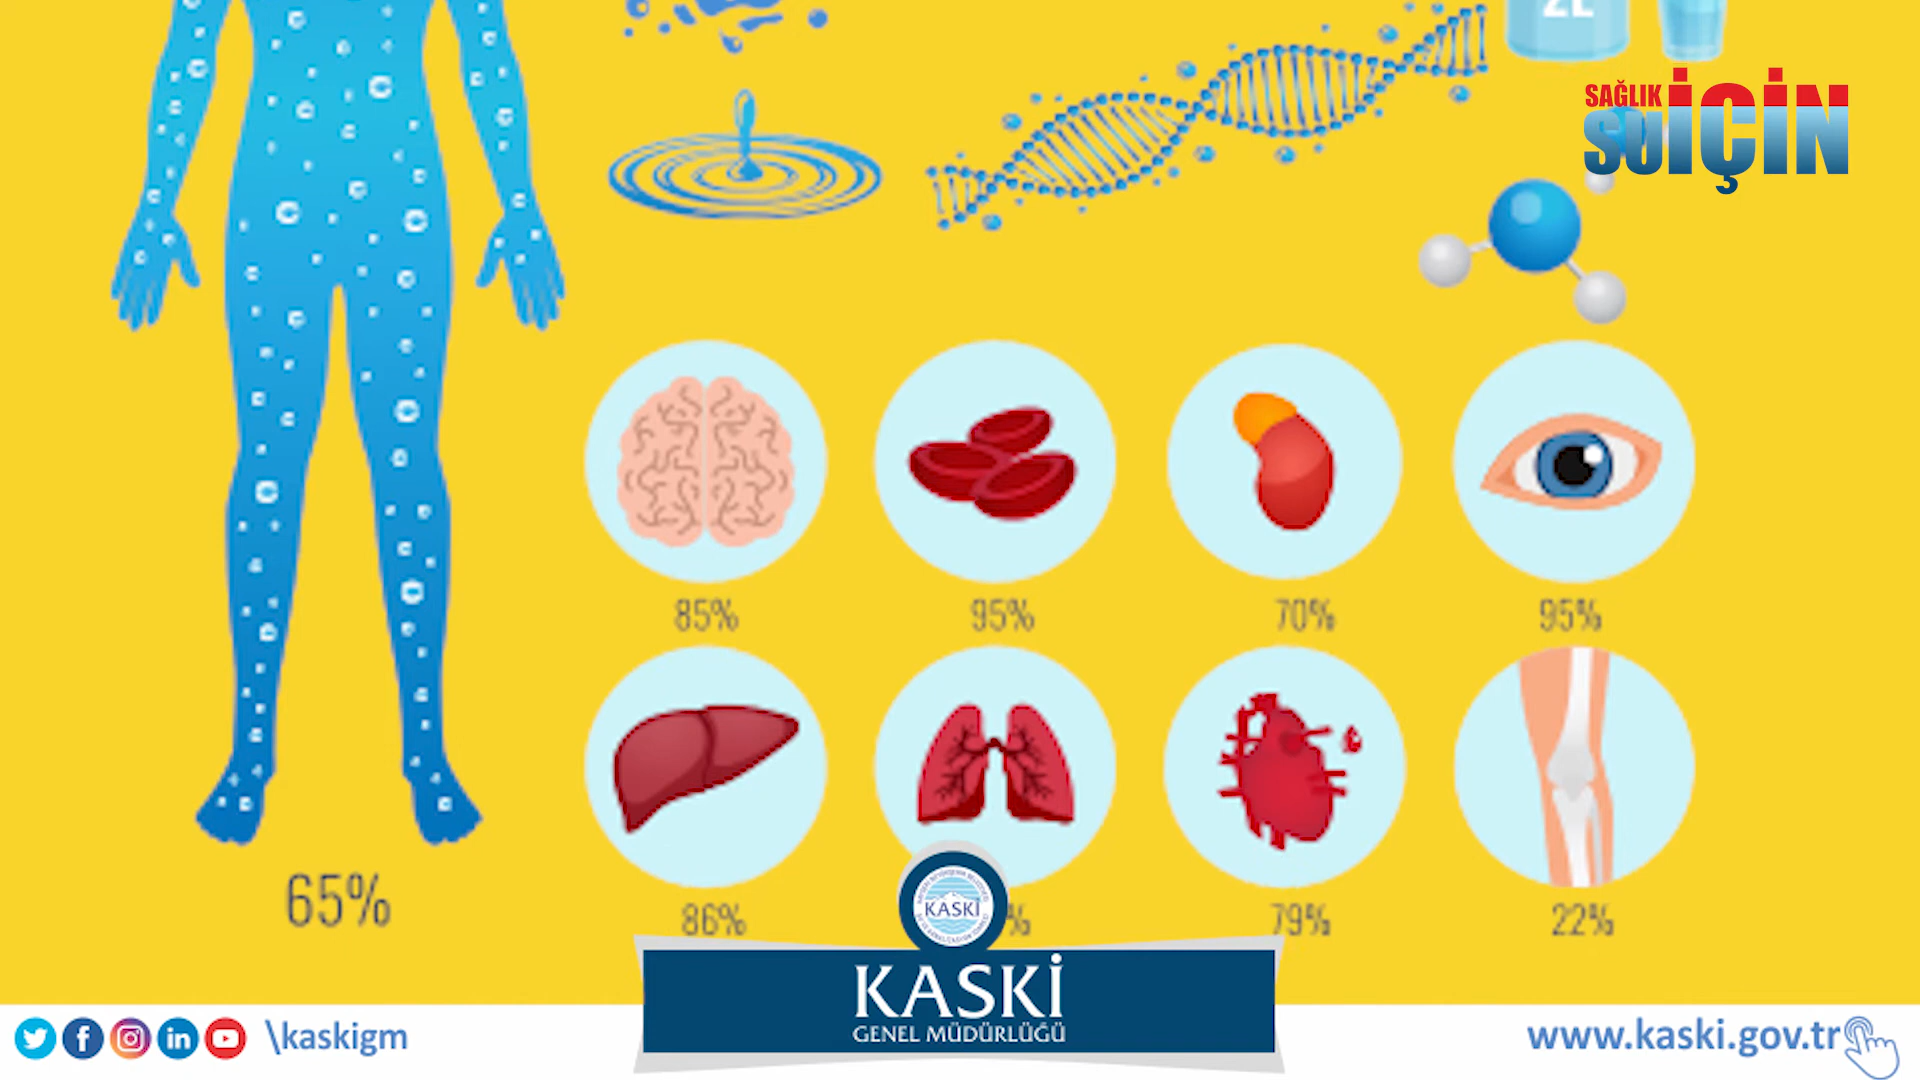 2L
SAĞLIK
SU İÇİN
85%
95%
70%
95%
65%
86%
%
79%
22%
KASKİ
KASKİ
GENEL MÜDÜRLÜĞÜ
\kaskigm
www.kaski.gov.tr